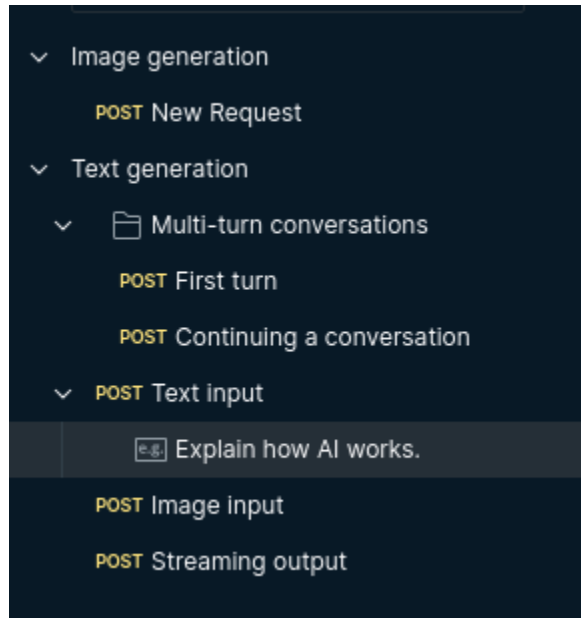 Image generation
POST New Request
Text generation
Multi-turn conversations
POST First turn
POST Continuing a conversation
POST Text input
e.g. Explain how AI works.
POST Image input
POST Streaming output